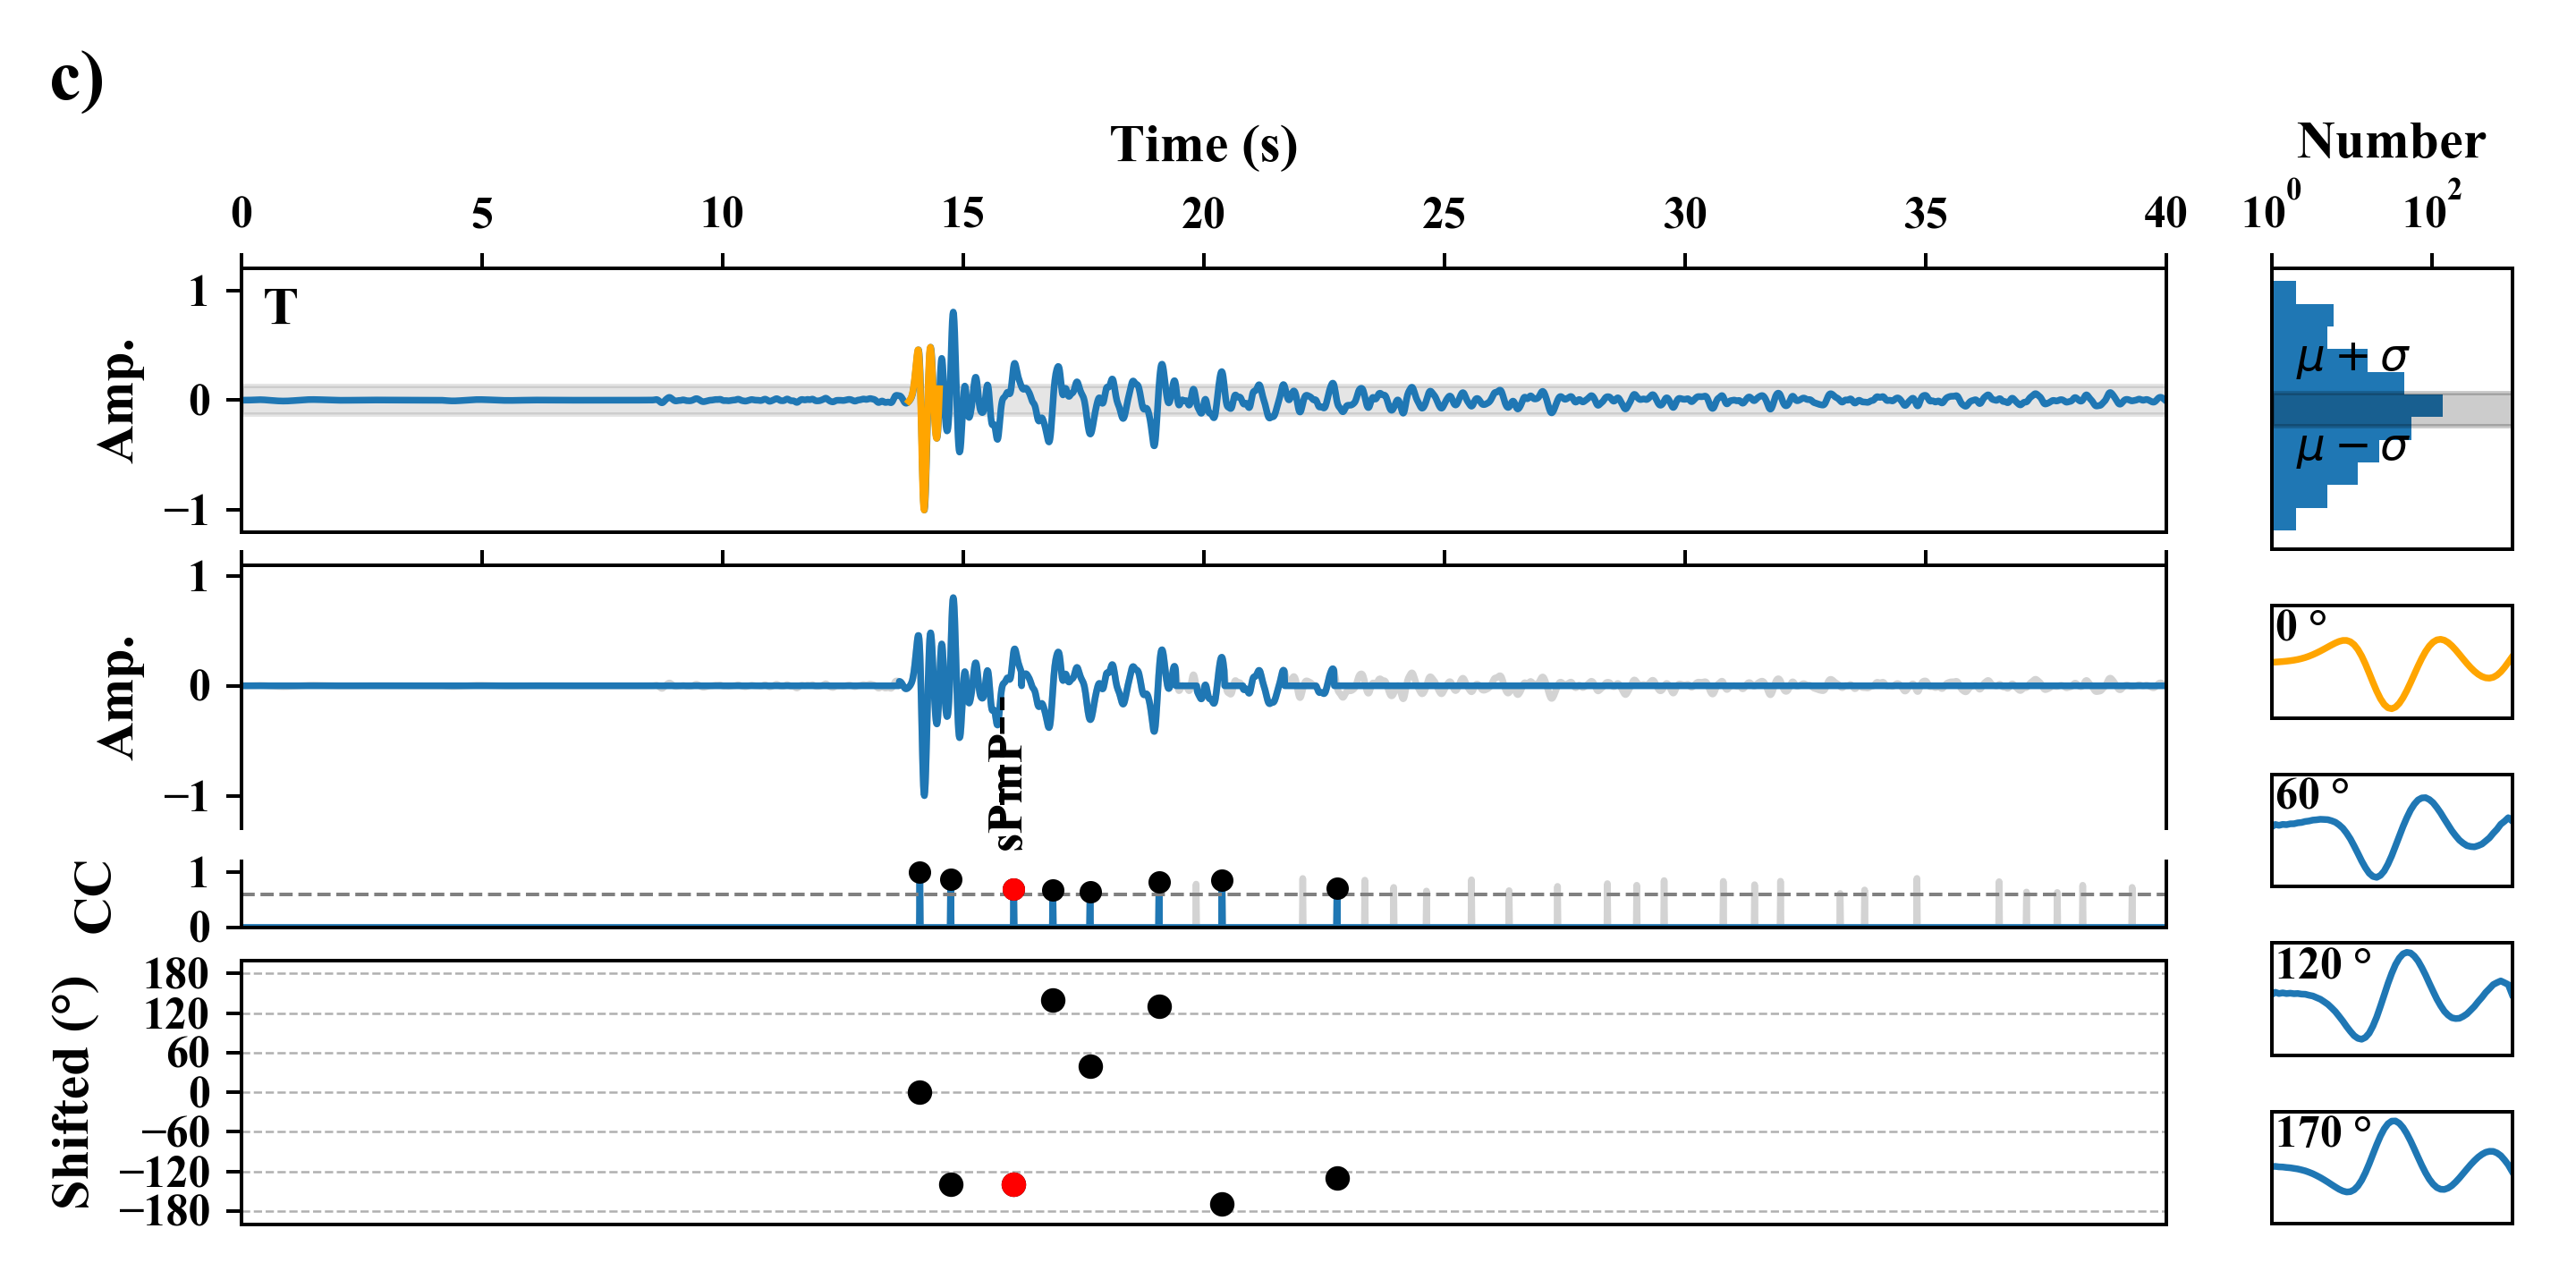 c)
Time (s)
Number
0 5 10 15 20 25 30 35 40
10^0 10^2
T
Amp.
1
0
−1
μ + σ
μ − σ
Amp.
1
0
−1
sPmP
0 °
60 °
CC
1
0
120 °
Shifted (°)
180
120
60
0
−60
−120
−180
170 °